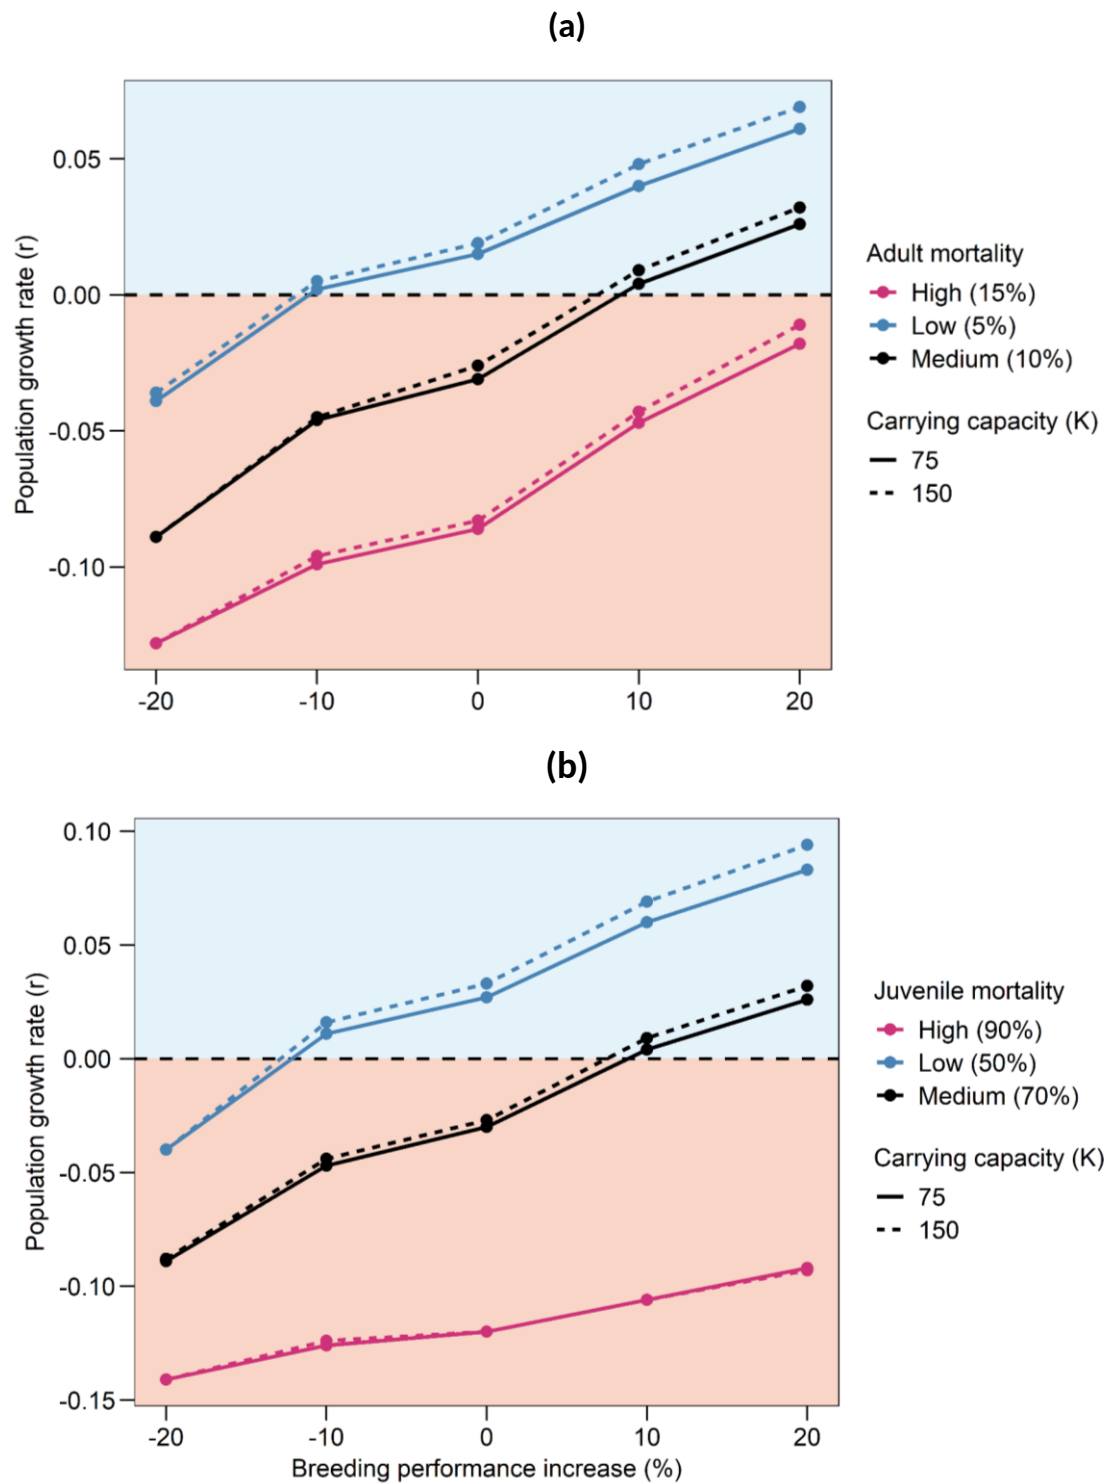 (a)
Population growth rate (r)
0.05
0.00
-0.05
-0.10
-20 -10 0 10 20
Adult mortality
High (15%)
Low (5%)
Medium (10%)
Carrying capacity (K)
75
150
(b)
Population growth rate (r)
0.10
0.05
0.00
-0.05
-0.10
-0.15
-20 -10 0 10 20
Breeding performance increase (%)
Juvenile mortality
High (90%)
Low (50%)
Medium (70%)
Carrying capacity (K)
75
150